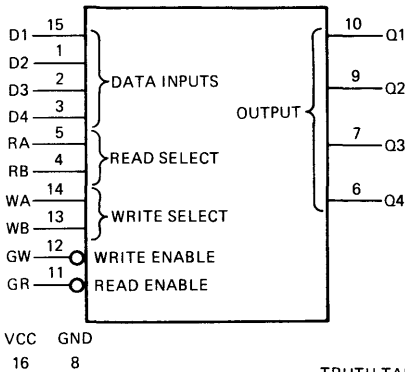 D1 15 10 Q1
D2 1
D3 2 DATA INPUTS 9 Q2
D4 3 OUTPUT
RA 5 7 Q3
RB 4 READ SELECT
WA 14 6 Q4
WB 13 WRITE SELECT
GW 12 WRITE ENABLE
GR 11 READ ENABLE
VCC GND
16 8